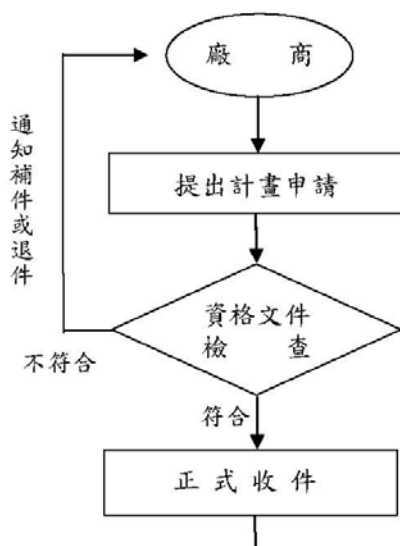 廠 商
提出計畫申請
通知補件或退件
資格文件
檢 查
不符合
符合
正 式 收 件